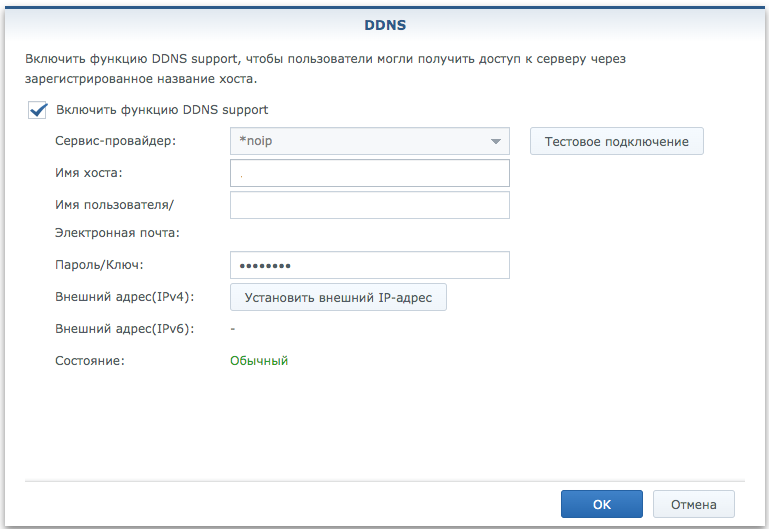 DDNS
Включить функцию DDNS support, чтобы пользователи могли получить доступ к серверу через
зарегистрированное название хоста.
Включить функцию DDNS support
Сервис-провайдер: *noip Тестовое подключение
Имя хоста: .
Имя пользователя/
Электронная почта:
Пароль/Ключ: ••••••••
Внешний адрес(IPv4): Установить внешний IP-адрес
Внешний адрес(IPv6): -
Состояние: Обычный
OK Отмена